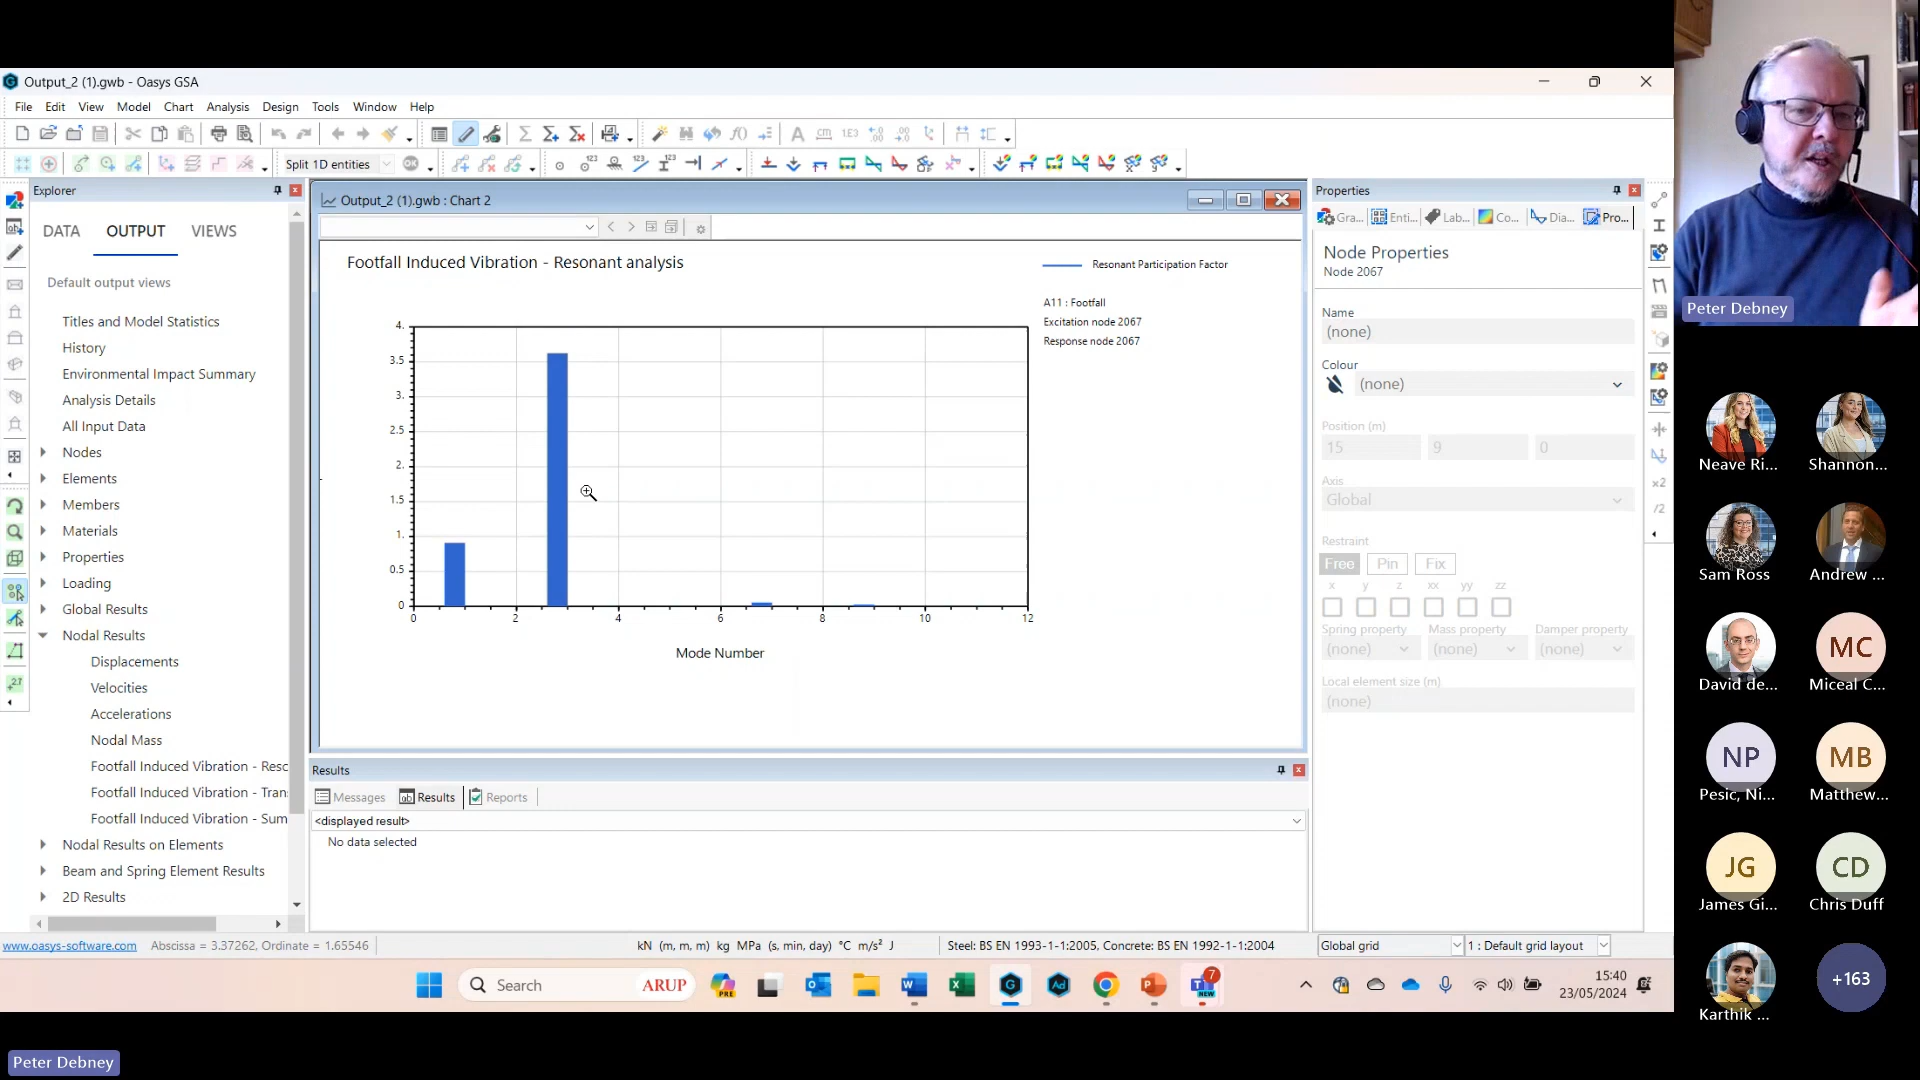 Output_2 (1).gwb - Oasys GSA
File Edit View Model Chart Analysis Design Tools Window Help
Split 1D entities
Explorer
DATA OUTPUT VIEWS
Default output views
Titles and Model Statistics
History
Environmental Impact Summary
Analysis Details
All Input Data
Nodes
Elements
Members
Materials
Properties
Loading
Global Results
Nodal Results
Displacements
Velocities
Accelerations
Nodal Mass
Footfall Induced Vibration - Resc
Footfall Induced Vibration - Tran
Footfall Induced Vibration - Sum
Nodal Results on Elements
Beam and Spring Element Results
2D Results
Output_2 (1).gwb : Chart 2
Footfall Induced Vibration - Resonant analysis
Resonant Participation Factor
A11 : Footfall
Excitation node 2067
Response node 2067
4.
3.5
3.
2.5
2.
1.5
1.
0.5
0
0 2 4 6 8 10 12
Mode Number
Results
Messages Results Reports
<displayed result>
No data selected
Properties
Gra... Enti... Lab... Co... Dia... Pro...
Node Properties
Node 2067
Name
(none)
Colour
(none)
Position (m)
15 9 0
Axis
Global
Restraint
Free Pin Fix
x y z xx yy zz
Spring property Mass property Damper property
(none) (none) (none)
Local element size (m)
(none)
www.oasys-software.com Abscissa = 3.37262, Ordinate = 1.65546
kN (m, m, m) kg MPa (s, min, day) °C m/s² J
Steel: BS EN 1993-1-1:2005, Concrete: BS EN 1992-1-1:2004
Global grid
1 : Default grid layout
Search ARUP
15:40
23/05/2024
Peter Debney
Neave Ri... Shannon...
Sam Ross Andrew ...
MC
David de... Miceal C...
NP MB
Pesic, Ni... Matthew...
JG CD
James Gi... Chris Duff
+163
Karthik ...
Peter Debney